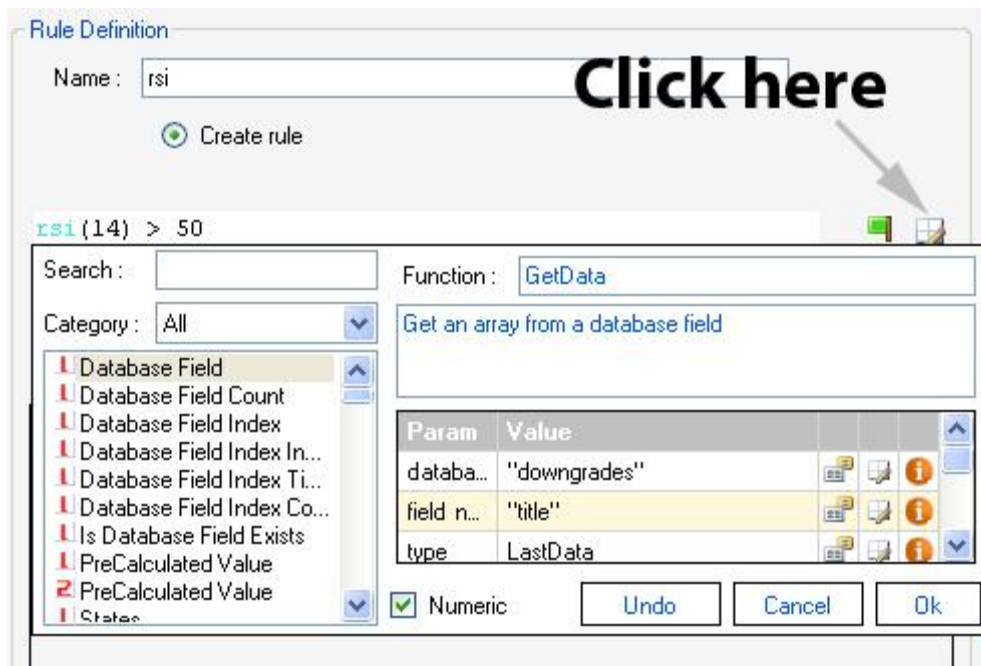 Rule Definition
Name : rsi
Click here
Create rule
rsi(14) > 50
Search :
Function : GetData
Category : All
Get an array from a database field
Database Field
Database Field Count
Database Field Index
Database Field Index In...
Database Field Index Ti...
Database Field Index Co...
Is Database Field Exists
PreCalculated Value
PreCalculated Value
States
Param Value
databa... "downgrades"
field n... "title"
type LastData
Numeric
Undo
Cancel
Ok